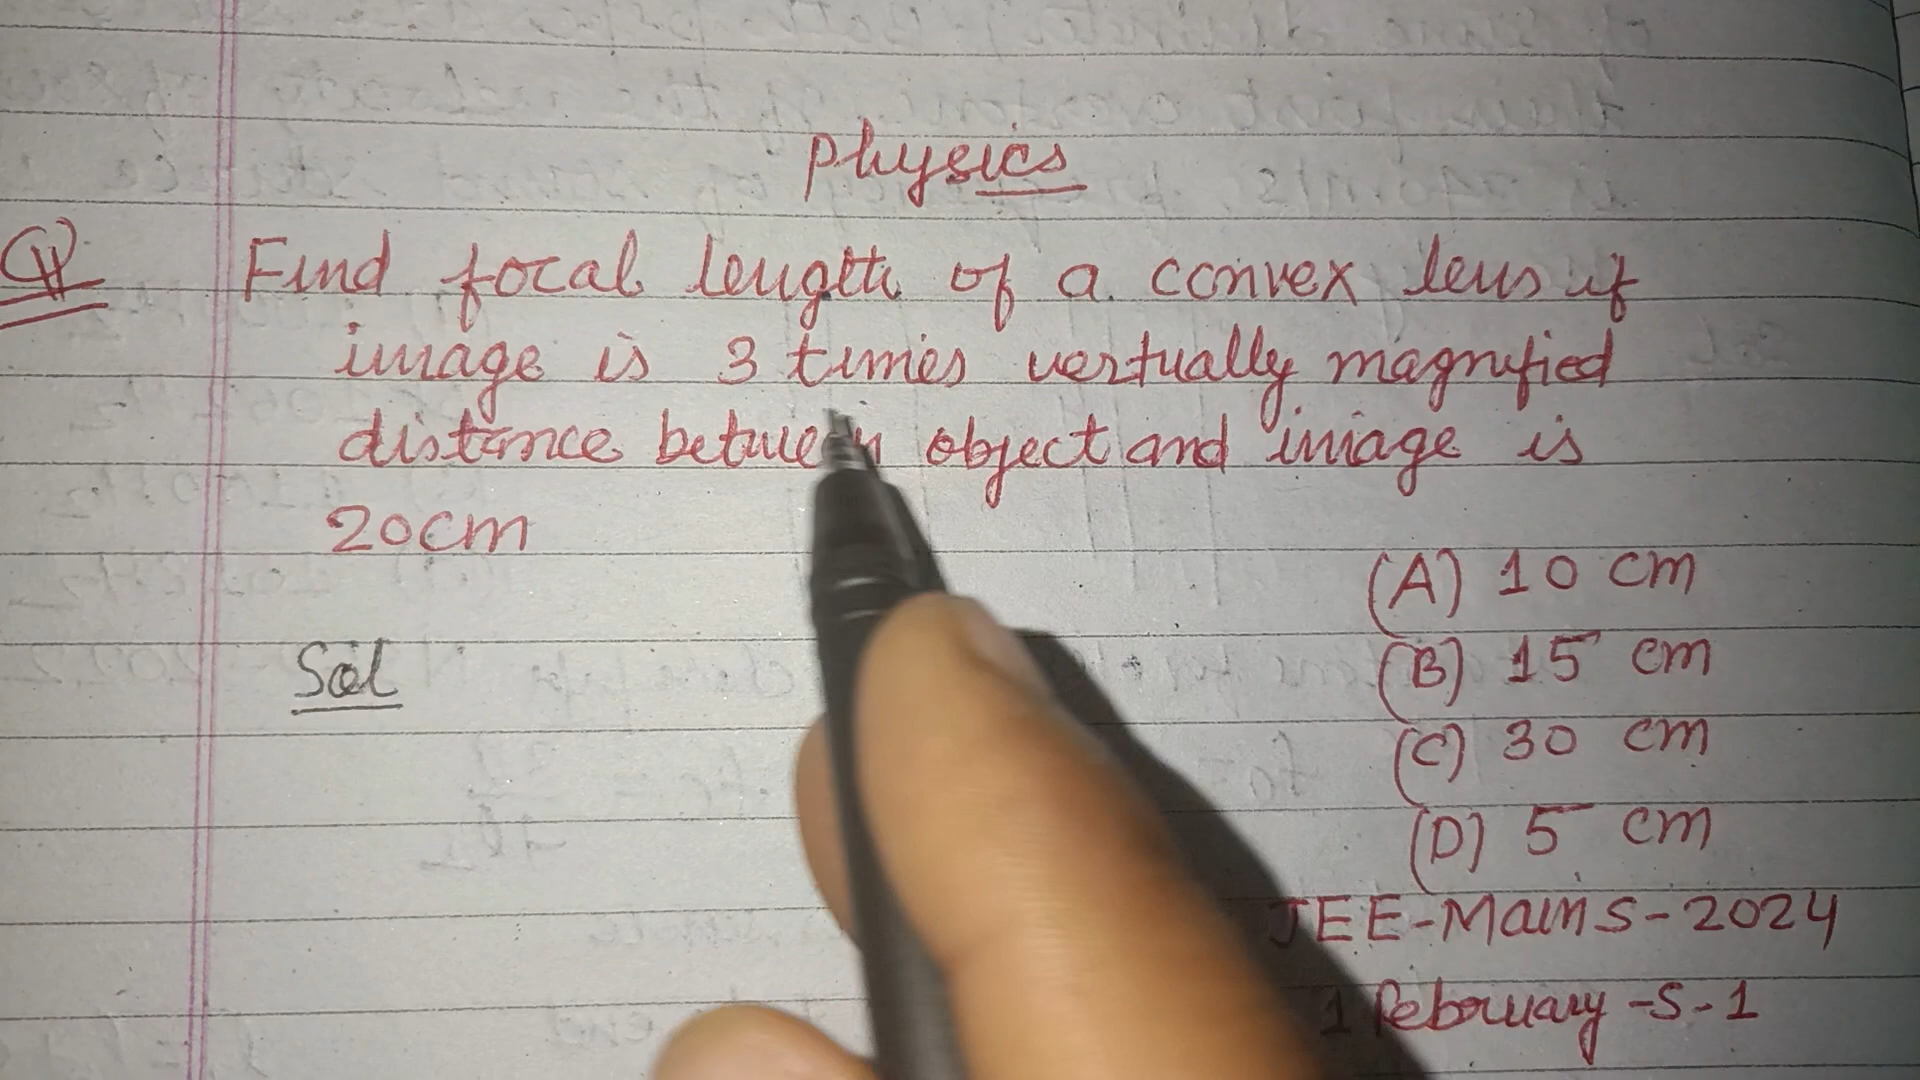 Physics
Q Find focal length of a convex lens if
image is 3 times vertually magnified
distance between object and image is
20cm
(A) 10 cm
Sol
(B) 15 cm
(C) 30 cm
(D) 5 cm
JEE-Mains-2024
1 February-S-1